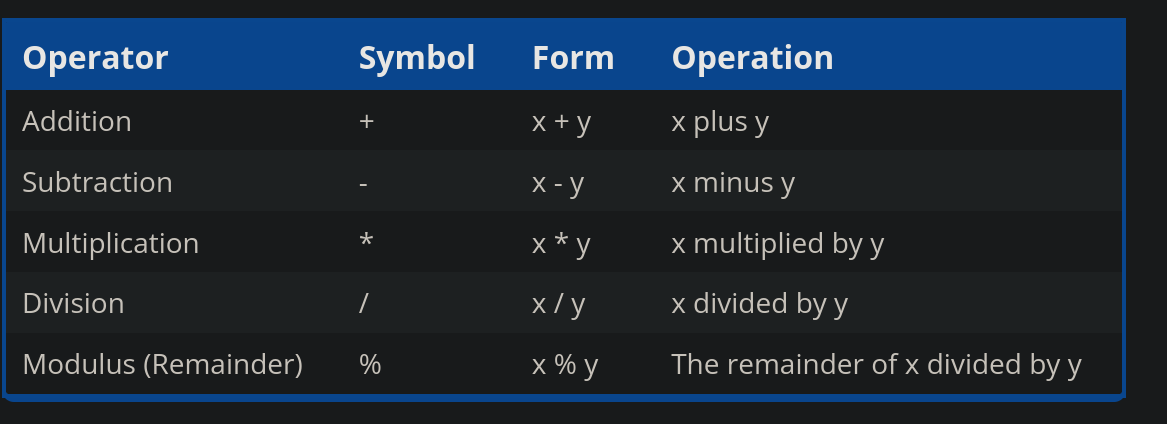 Operator Symbol Form Operation
Addition + x + y x plus y
Subtraction - x - y x minus y
Multiplication * x * y x multiplied by y
Division / x / y x divided by y
Modulus (Remainder) % x % y The remainder of x divided by y